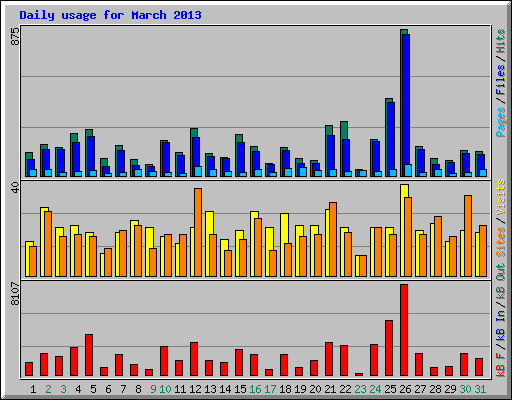 Daily usage for March 2013
875
Pages / Files / Hits
40
Sites / Visits
8107
kB F / kB In / kB Out
1 2 3 4 5 6 7 8 9 10 11 12 13 14 15 16 17 18 19 20 21 22 23 24 25 26 27 28 29 30 31